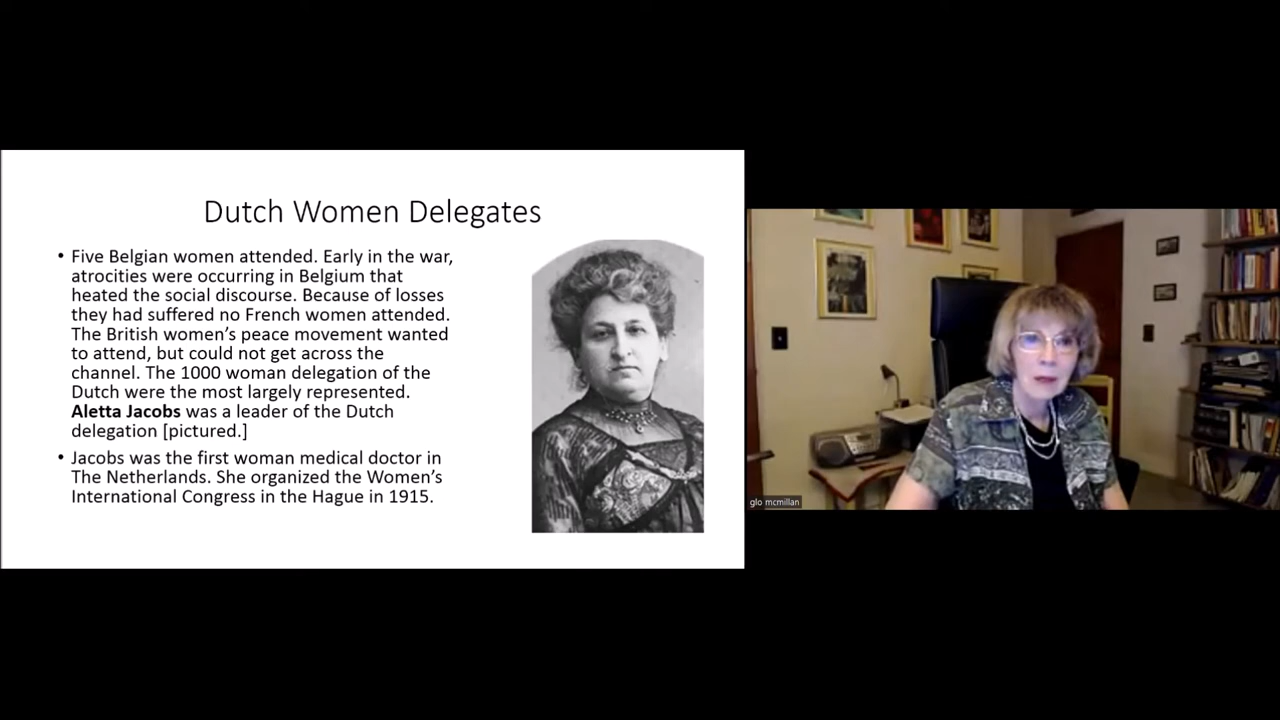 Dutch Women Delegates
• Five Belgian women attended. Early in the war,
atrocities were occurring in Belgium that
heated the social discourse. Because of losses
they had suffered no French women attended.
The British women’s peace movement wanted
to attend, but could not get across the
channel. The 1000 woman delegation of the
Dutch were the most largely represented.
Aletta Jacobs was a leader of the Dutch
delegation [pictured.]
• Jacobs was the first woman medical doctor in
The Netherlands. She organized the Women’s
International Congress in the Hague in 1915.
glo mcmillan